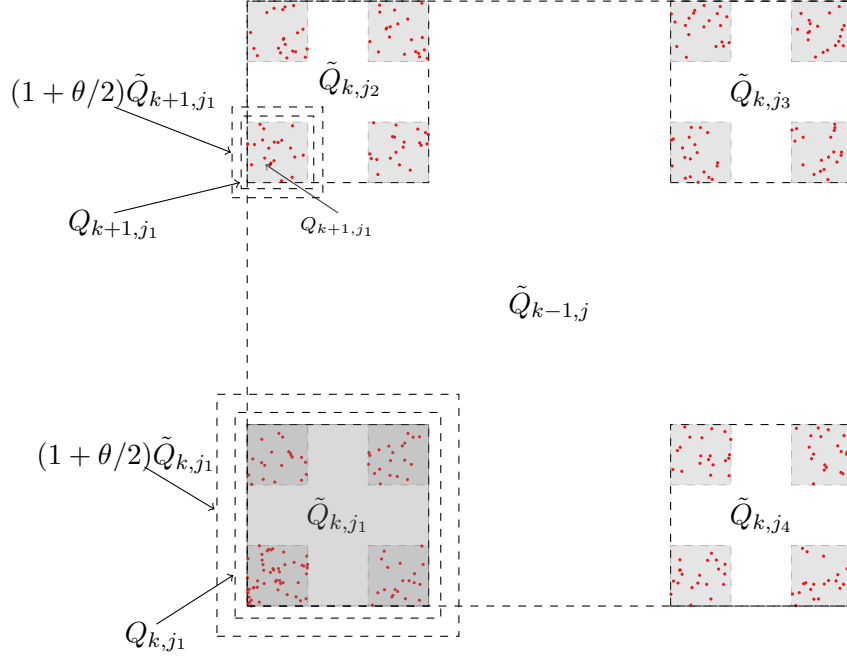 Q̃_{k,j_2}
(1 + θ/2)Q̃_{k+1,j_1}
Q̃_{k,j_3}
Q_{k+1,j_1}
Q_{k+1,j_1}
Q̃_{k−1,j}
(1 + θ/2)Q̃_{k,j_1}
Q̃_{k,j_1}
Q̃_{k,j_4}
Q_{k,j_1}